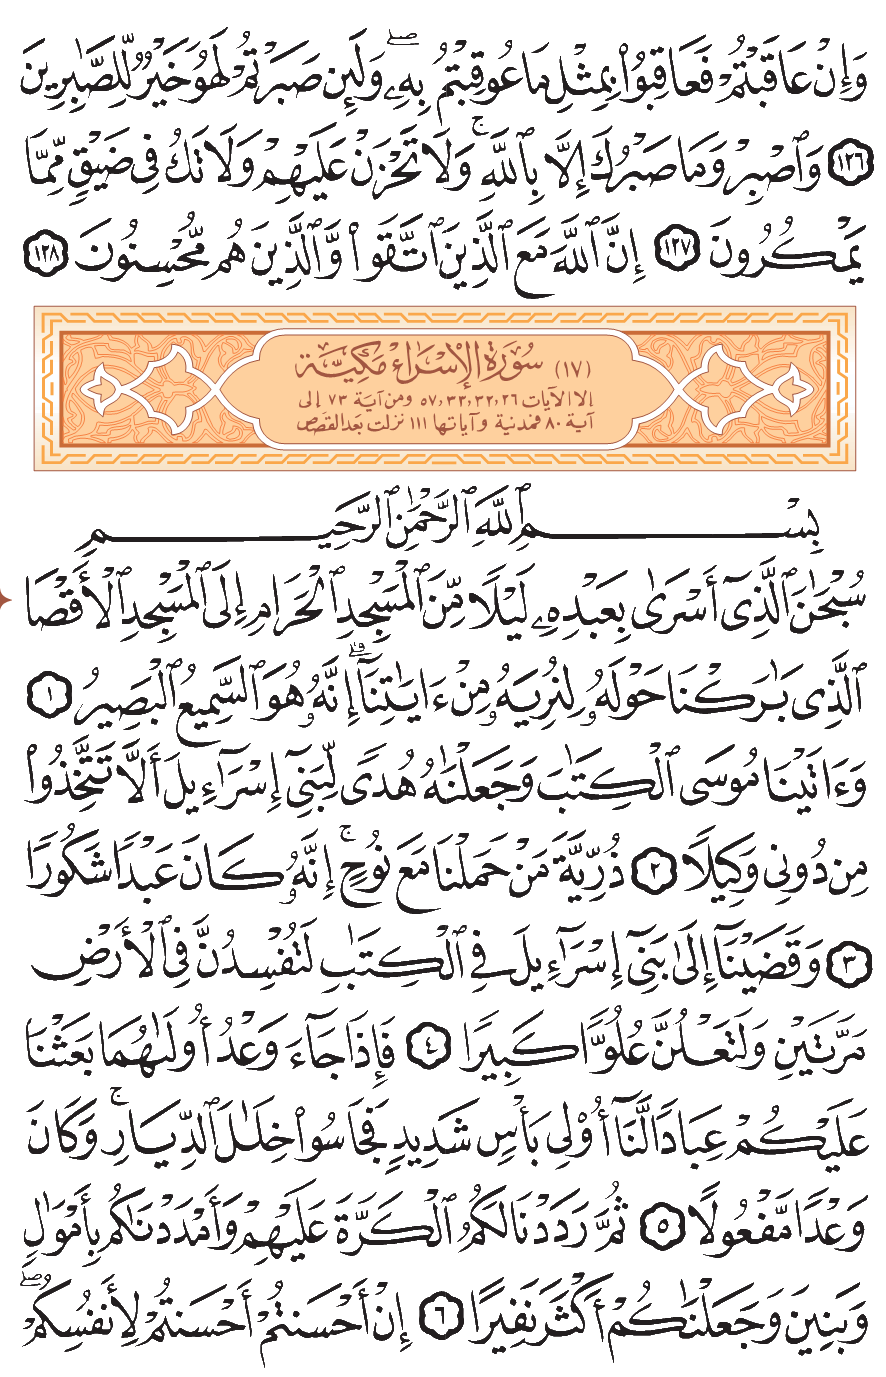 وَإِنْ عَاقَبْتُمْ فَعَاقِبُوا۟ بِمِثْلِ مَا عُوقِبْتُم بِهِۦ ۖ وَلَئِن صَبَرْتُمْ لَهُوَ خَيْرٌ لِّلصَّـٰبِرِينَ
﴿١٢٦﴾ وَٱصْبِرْ وَمَا صَبْرُكَ إِلَّا بِٱللَّهِ ۚ وَلَا تَحْزَنْ عَلَيْهِمْ وَلَا تَكُ فِى ضَيْقٍ مِّمَّا
يَمْكُرُونَ ﴿١٢٧﴾ إِنَّ ٱللَّهَ مَعَ ٱلَّذِينَ ٱتَّقَوا۟ وَّٱلَّذِينَ هُم مُّحْسِنُونَ ﴿١٢٨﴾
(١٧) سُورَةُ الإِسْرَاءِ مَكِيَّة
إلا الآيات ٢٦، ٣٢، ٣٣، ٥٧ ومن آية ٧٣ إلى
آية ٨٠ فمدنية وآياتها ١١١ نزلت بعد القصص
بِسْمِ ٱللَّهِ ٱلرَّحْمَـٰنِ ٱلرَّحِيمِ
سُبْحَـٰنَ ٱلَّذِىٓ أَسْرَىٰ بِعَبْدِهِۦ لَيْلًا مِّنَ ٱلْمَسْجِدِ ٱلْحَرَامِ إِلَى ٱلْمَسْجِدِ ٱلْأَقْصَا
ٱلَّذِى بَـٰرَكْنَا حَوْلَهُۥ لِنُرِيَهُۥ مِنْ ءَايَـٰتِنَآ ۚ إِنَّهُۥ هُوَ ٱلسَّمِيعُ ٱلْبَصِيرُ ﴿١﴾
وَءَاتَيْنَا مُوسَى ٱلْكِتَـٰبَ وَجَعَلْنَـٰهُ هُدًى لِّبَنِىٓ إِسْرَٰٓءِيلَ أَلَّا تَتَّخِذُوا۟
مِن دُونِى وَكِيلًا ﴿٢﴾ ذُرِّيَّةَ مَنْ حَمَلْنَا مَعَ نُوحٍ ۚ إِنَّهُۥ كَانَ عَبْدًا شَكُورًا
﴿٣﴾ وَقَضَيْنَآ إِلَىٰ بَنِىٓ إِسْرَٰٓءِيلَ فِى ٱلْكِتَـٰبِ لَتُفْسِدُنَّ فِى ٱلْأَرْضِ
مَرَّتَيْنِ وَلَتَعْلُنَّ عُلُوًّا كَبِيرًا ﴿٤﴾ فَإِذَا جَآءَ وَعْدُ أُولَىٰهُمَا بَعَثْنَا
عَلَيْكُمْ عِبَادًا لَّنَآ أُو۟لِى بَأْسٍ شَدِيدٍ فَجَاسُوا۟ خِلَـٰلَ ٱلدِّيَارِ ۚ وَكَانَ
وَعْدًا مَّفْعُولًا ﴿٥﴾ ثُمَّ رَدَدْنَا لَكُمُ ٱلْكَرَّةَ عَلَيْهِمْ وَأَمْدَدْنَـٰكُم بِأَمْوَٰلٍ
وَبَنِينَ وَجَعَلْنَـٰكُمْ أَكْثَرَ نَفِيرًا ﴿٦﴾ إِنْ أَحْسَنتُمْ أَحْسَنتُمْ لِأَنفُسِكُمْ ۖ